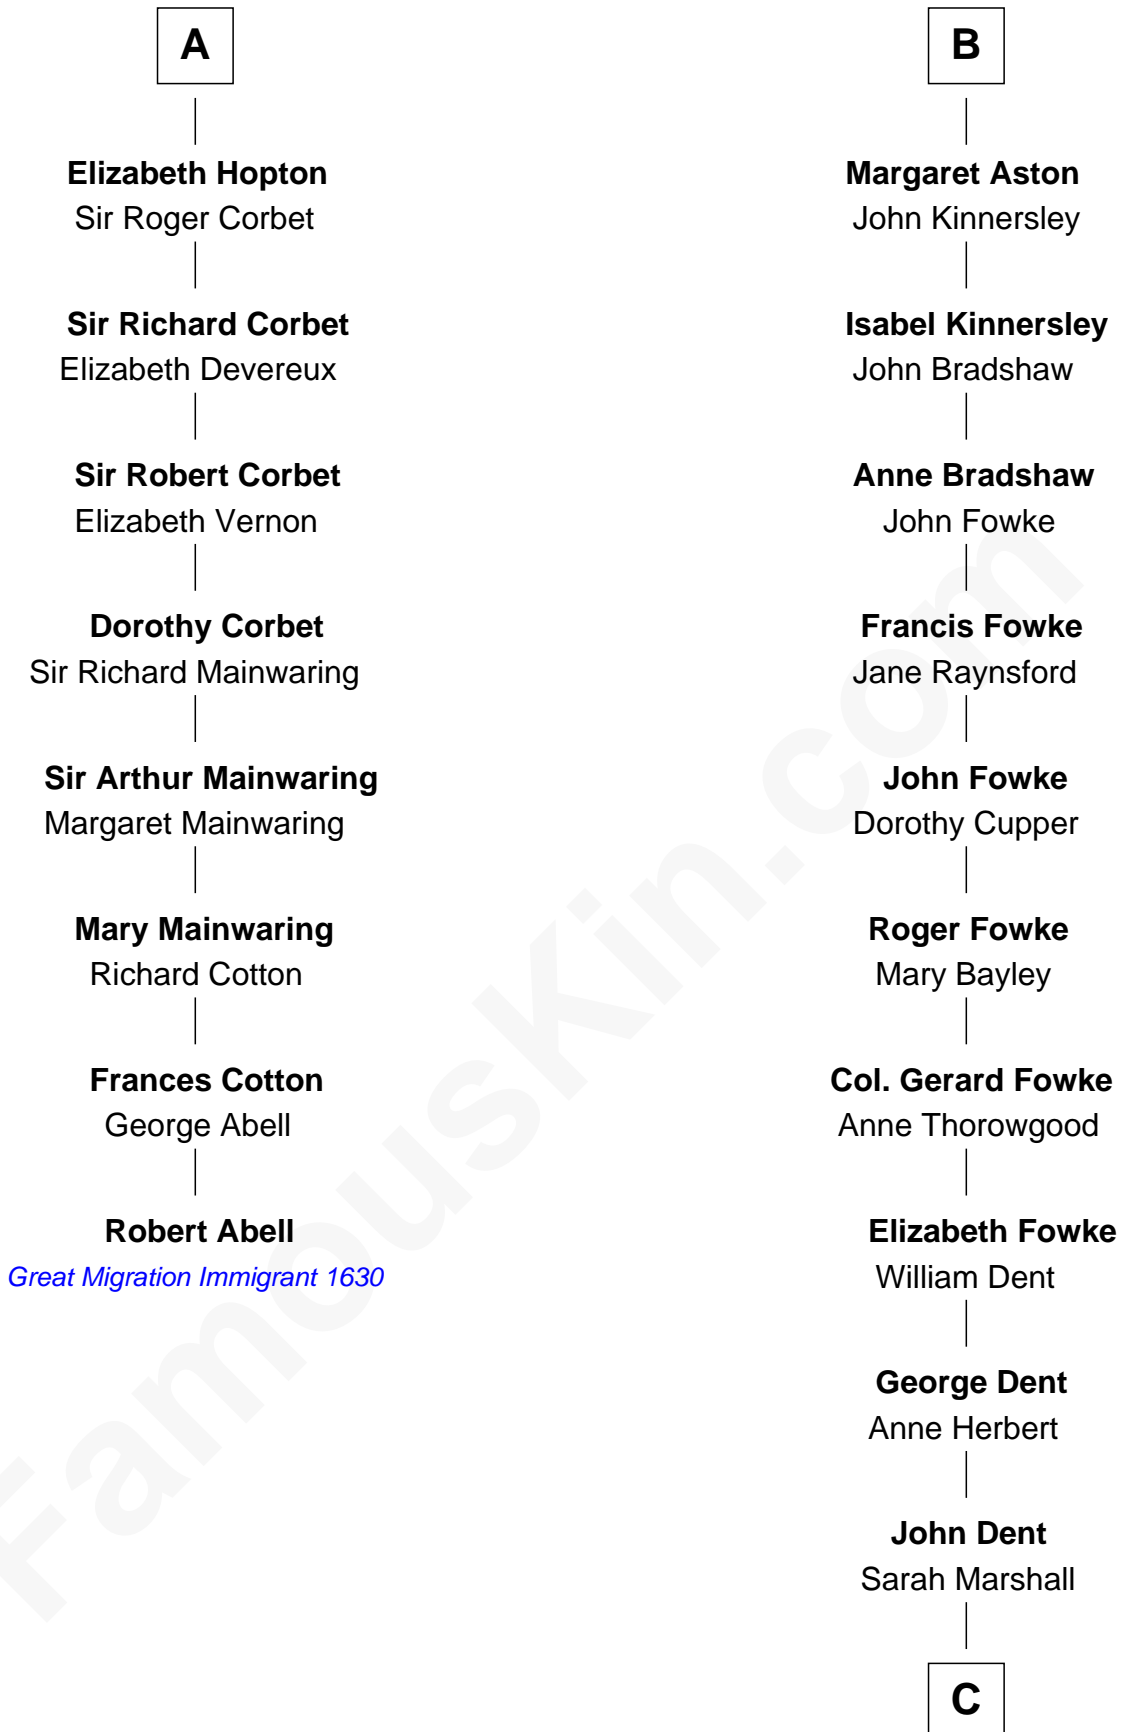 A
Elizabeth Hopton
Sir Roger Corbet
Sir Richard Corbet
Elizabeth Devereux
Sir Robert Corbet
Elizabeth Vernon
Dorothy Corbet
Sir Richard Mainwaring
Sir Arthur Mainwaring
Margaret Mainwaring
Mary Mainwaring
Richard Cotton
Frances Cotton
George Abell
Robert Abell
Great Migration Immigrant 1630
B
Margaret Aston
John Kinnersley
Isabel Kinnersley
John Bradshaw
Anne Bradshaw
John Fowke
Francis Fowke
Jane Raynsford
John Fowke
Dorothy Cupper
Roger Fowke
Mary Bayley
Col. Gerard Fowke
Anne Thorowgood
Elizabeth Fowke
William Dent
George Dent
Anne Herbert
John Dent
Sarah Marshall
C
FamousKin.com